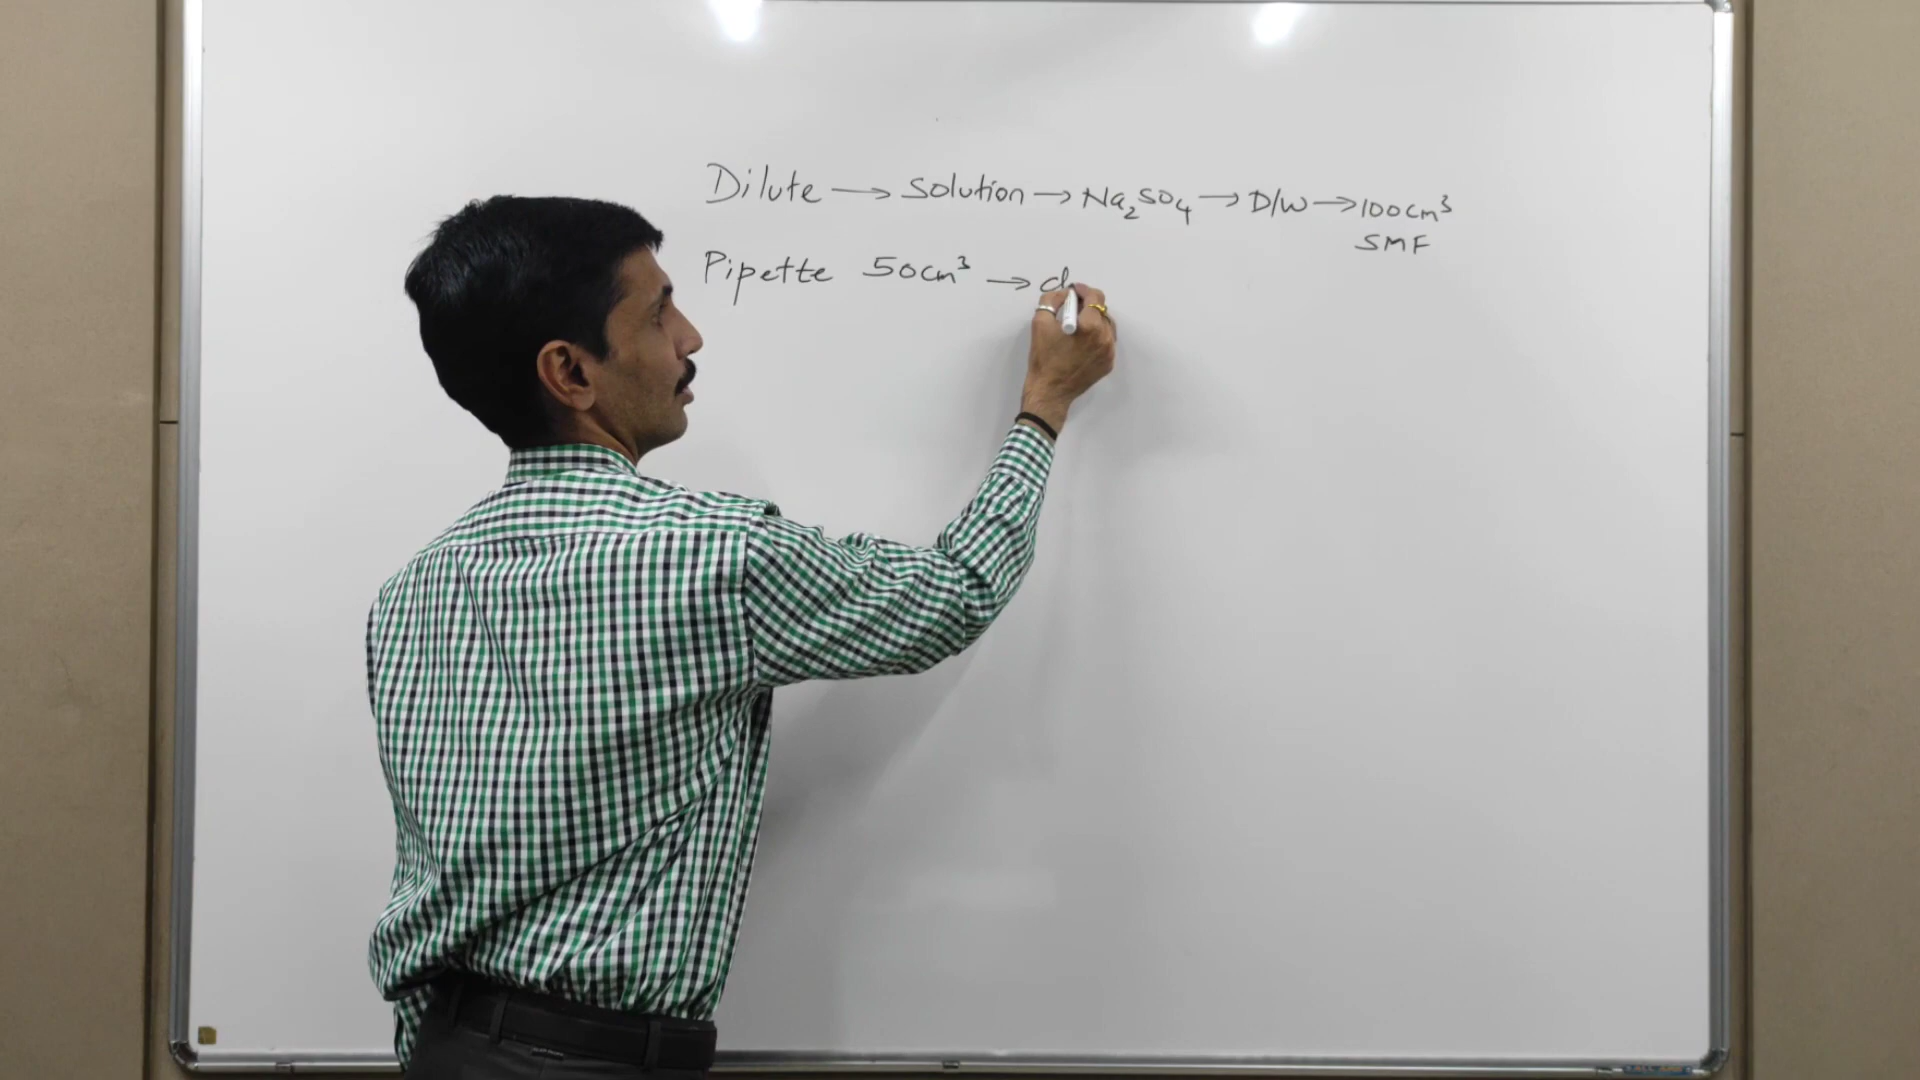 Dilute → Solution → Na₂SO₄ → D/W → 100cm³
SMF
Pipette 50cm³ → d